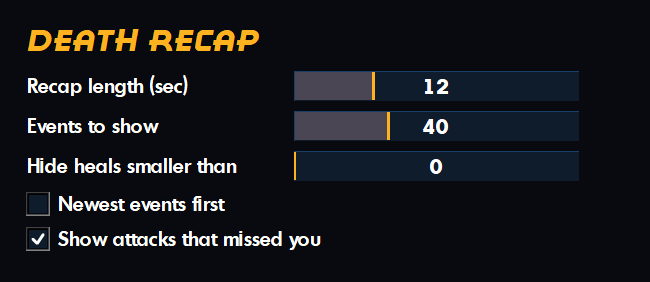 DEATH RECAP
Recap length (sec) 12
Events to show 40
Hide heals smaller than 0
Newest events first
Show attacks that missed you